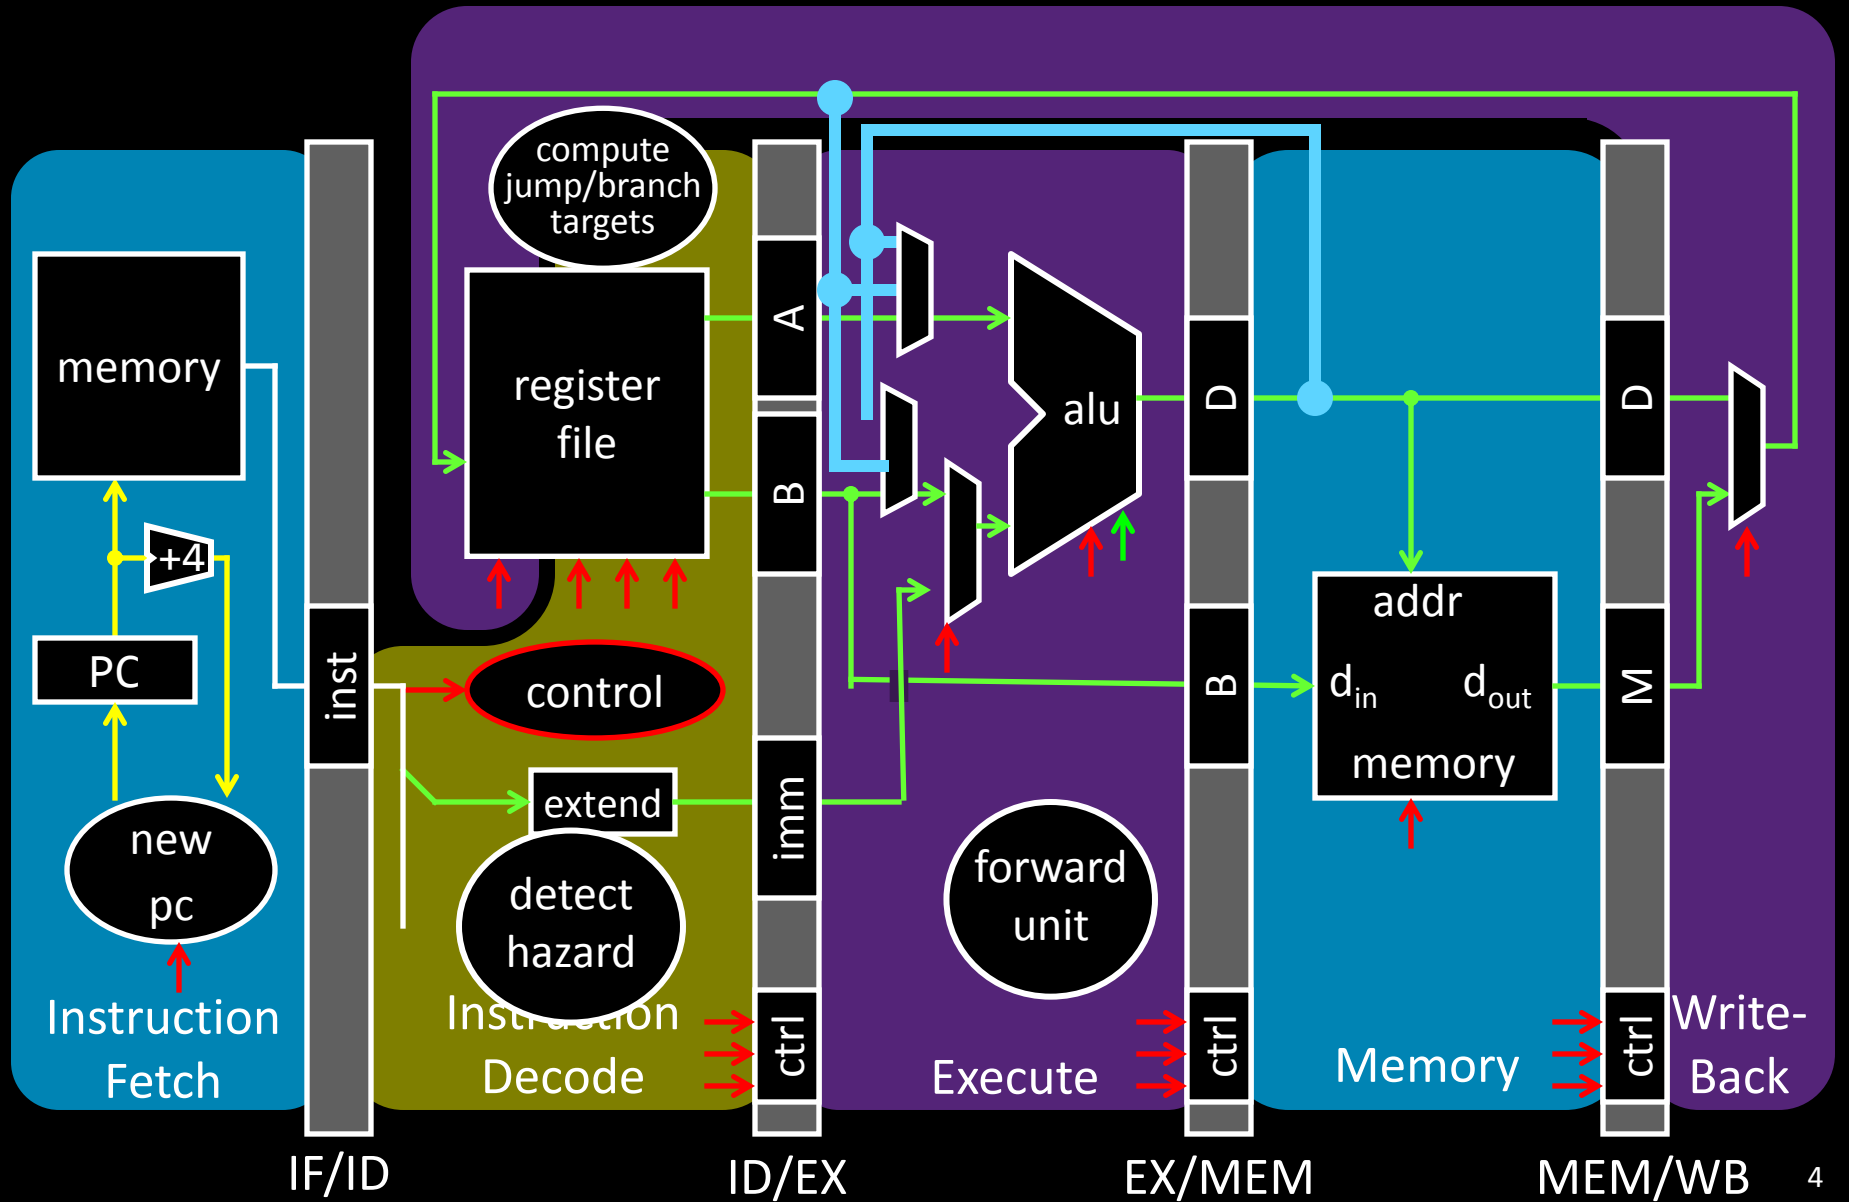 compute
jump/branch
targets
memory
register
file
A
B
alu
D
D
+4
PC
inst
control
B
addr
d_in
d_out
memory
M
extend
imm
new
pc
detect
hazard
forward
unit
Instruction
Fetch
Instruction
Decode
ctrl
Execute
ctrl
Memory
ctrl
Write-
Back
IF/ID
ID/EX
EX/MEM
MEM/WB
4